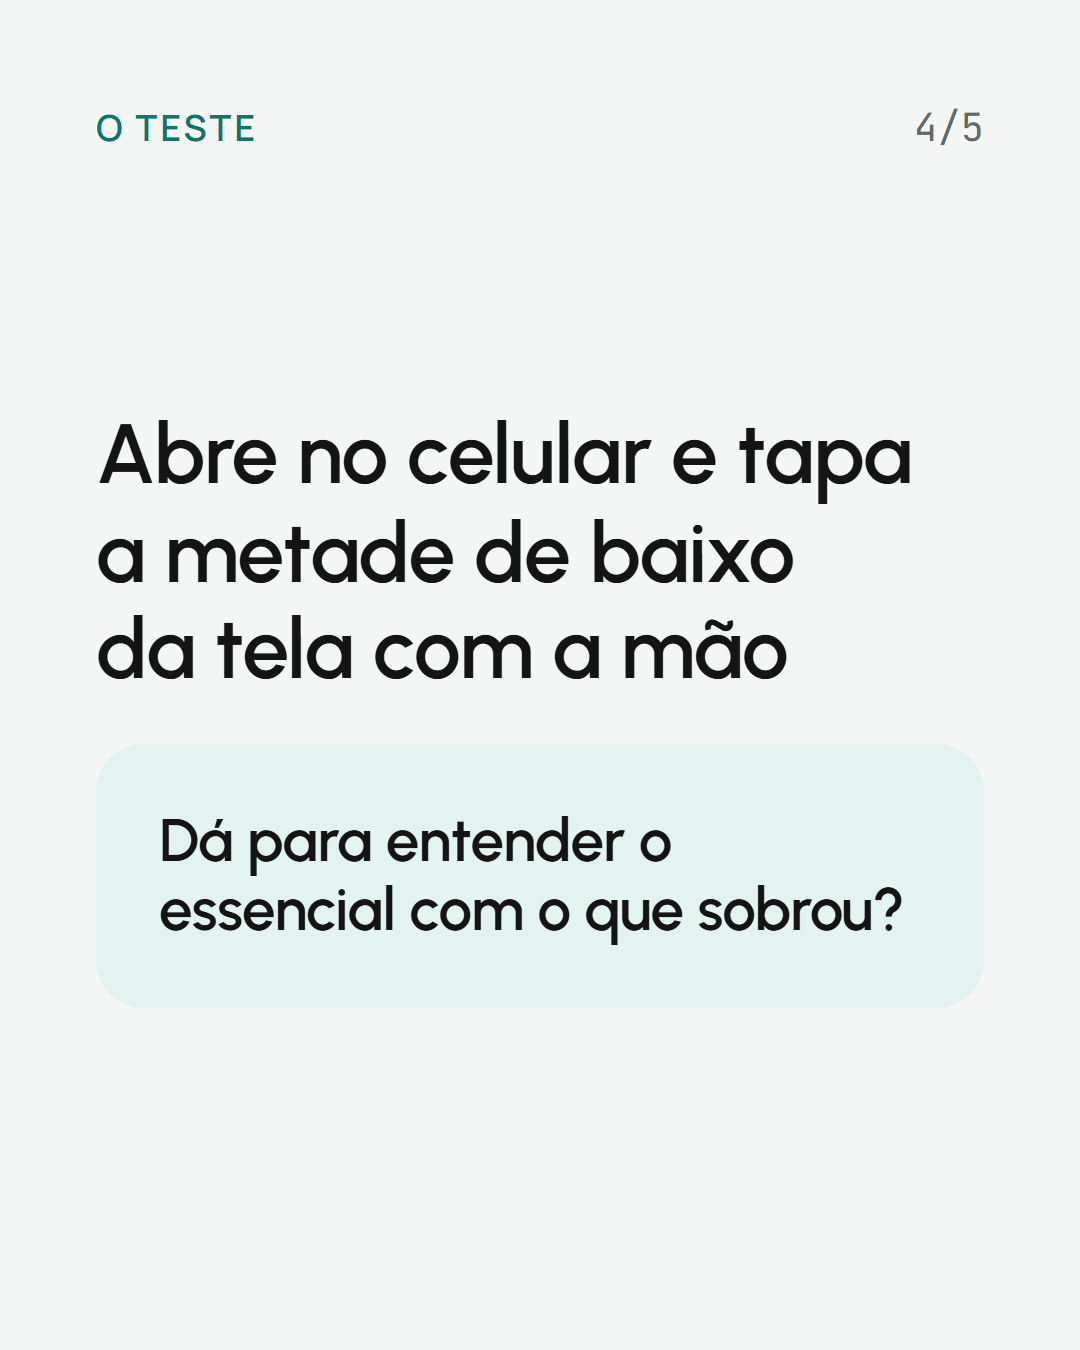 O TESTE
4/5
Abre no celular e tapa
a metade de baixo
da tela com a mão
Dá para entender o
essencial com o que sobrou?